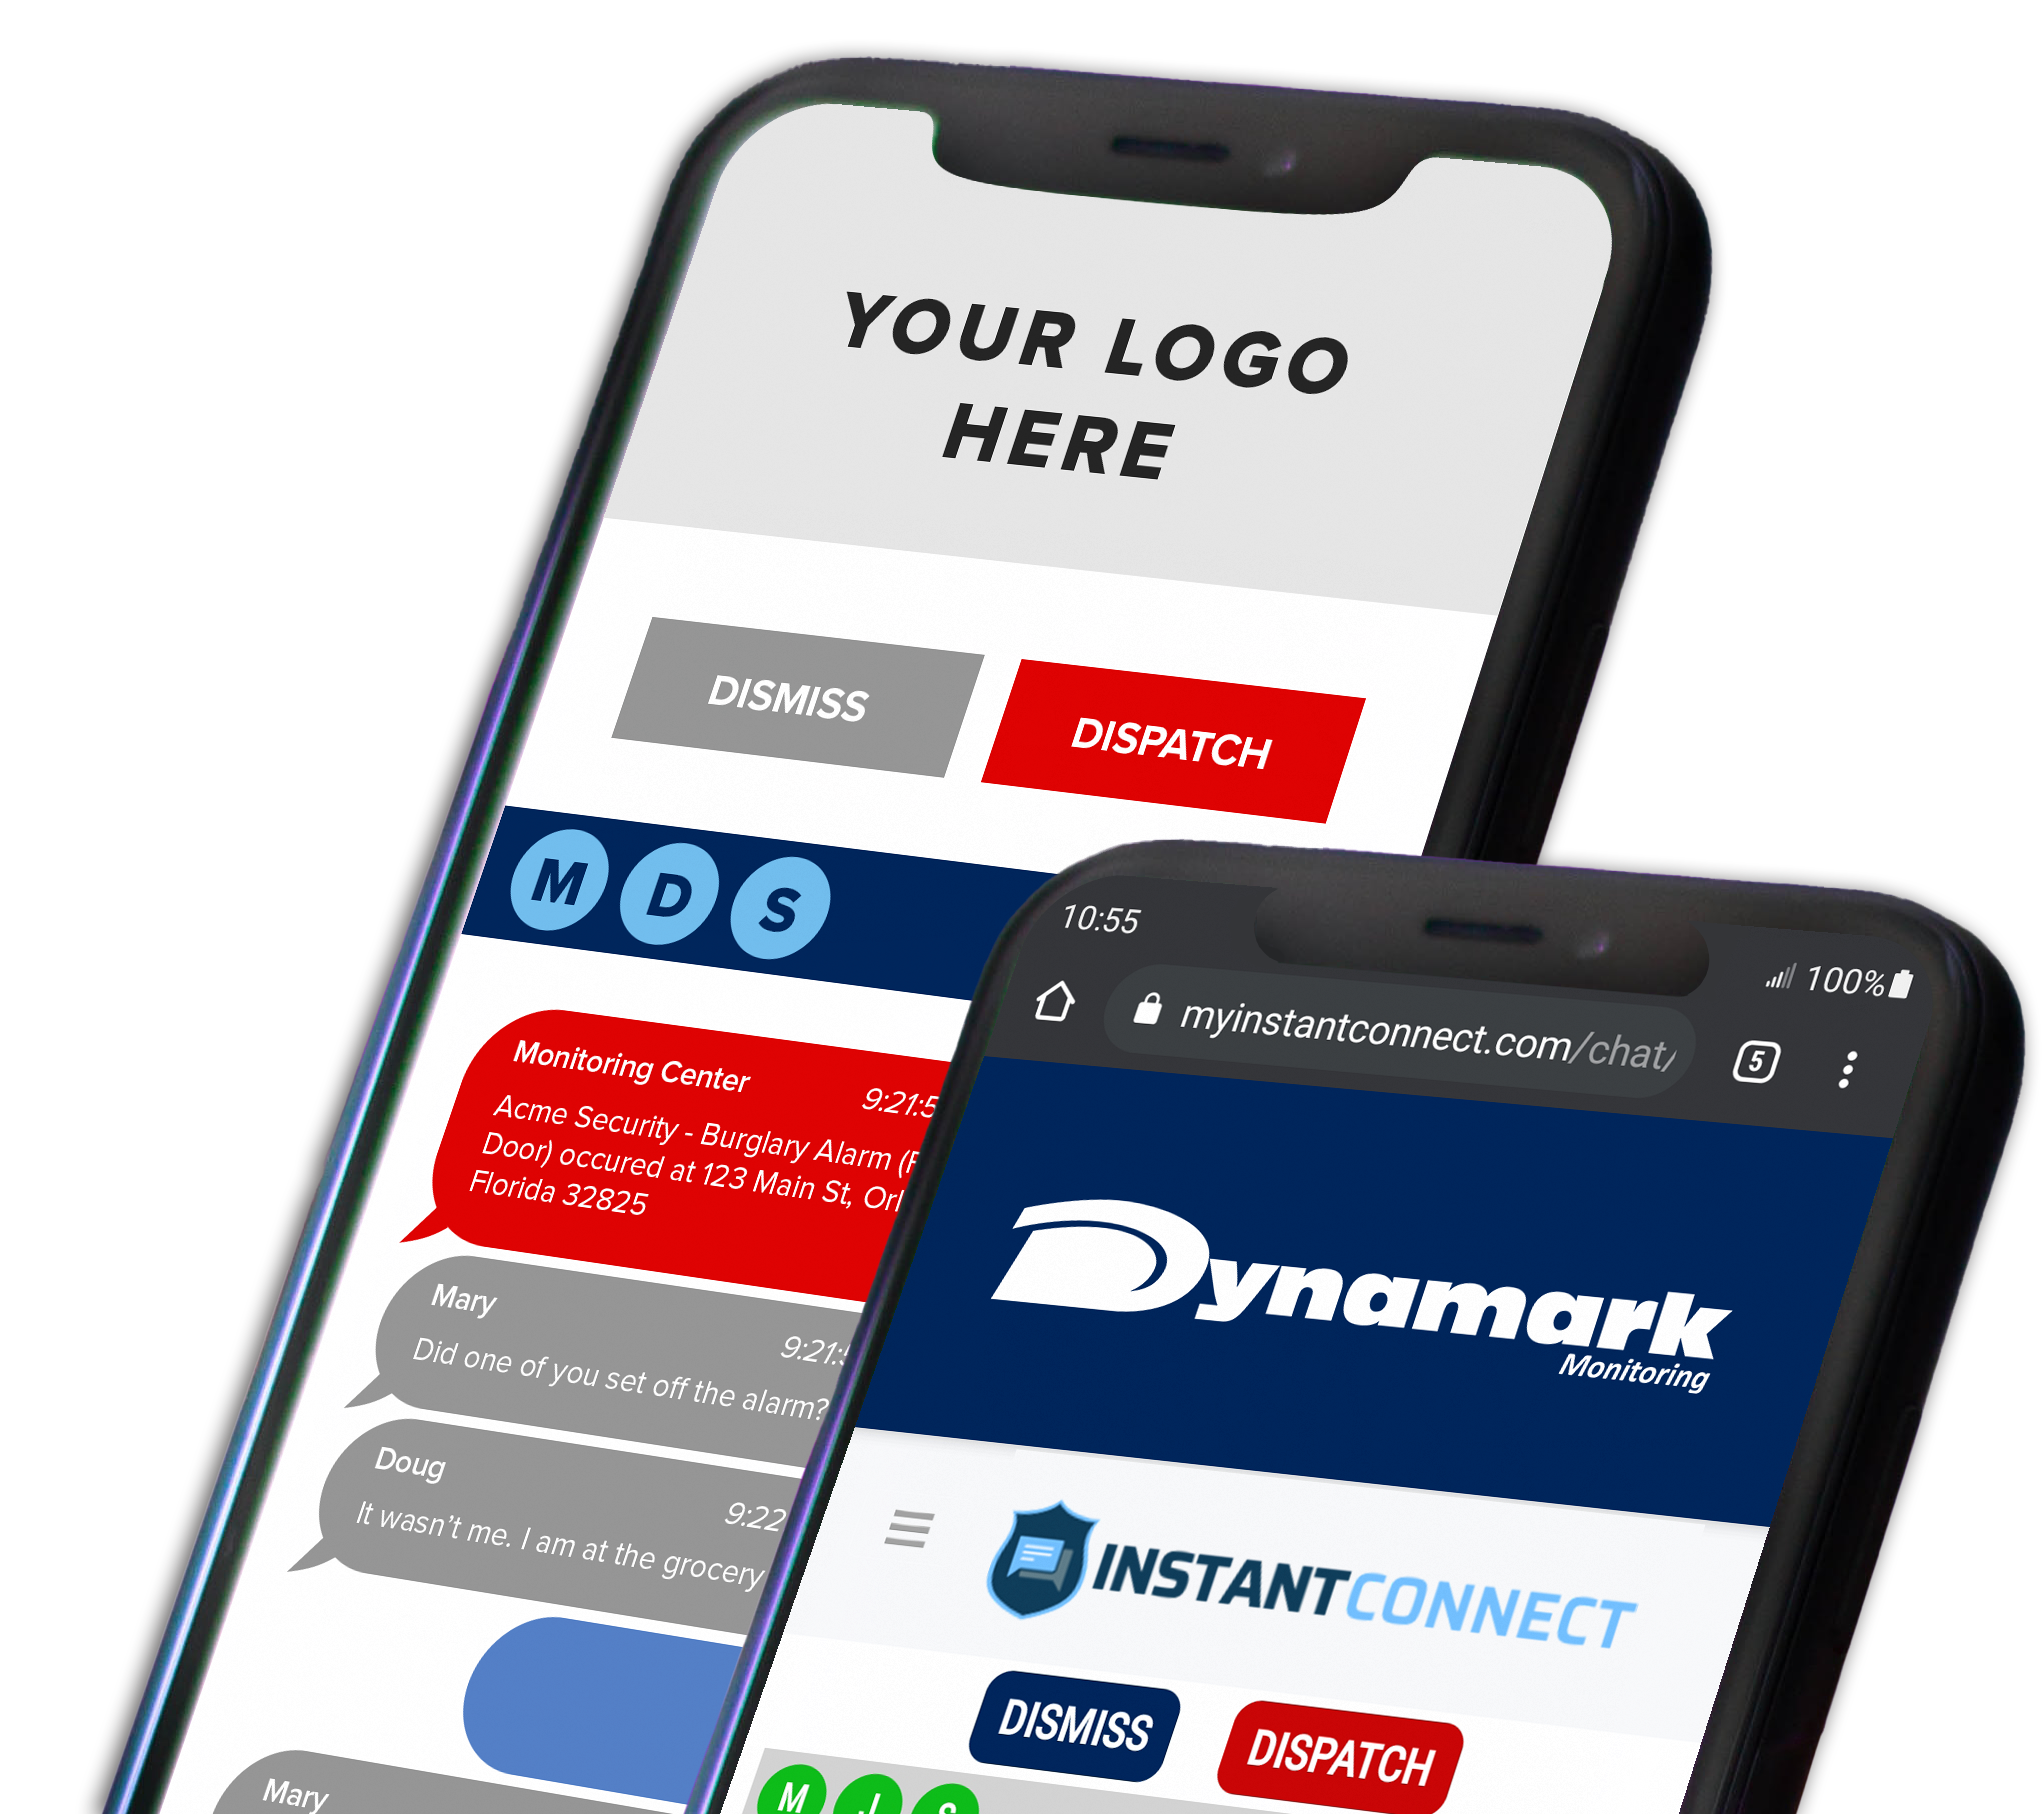 YOUR LOGO
HERE
DISMISS
DISPATCH
M D S
Monitoring Center
9:21:5
Acme Security - Burglary Alarm (
Door) occured at 123 Main St,
Florida 32825
Mary
9:21:
Did one of you set off the alarm?
Doug
9:22
It wasn't me. I am at the grocery
Mary
10:55
100%
myinstantconnect.com/chat/
5
Dynamark
Monitoring
INSTANTCONNECT
DISMISS
DISPATCH
M J S